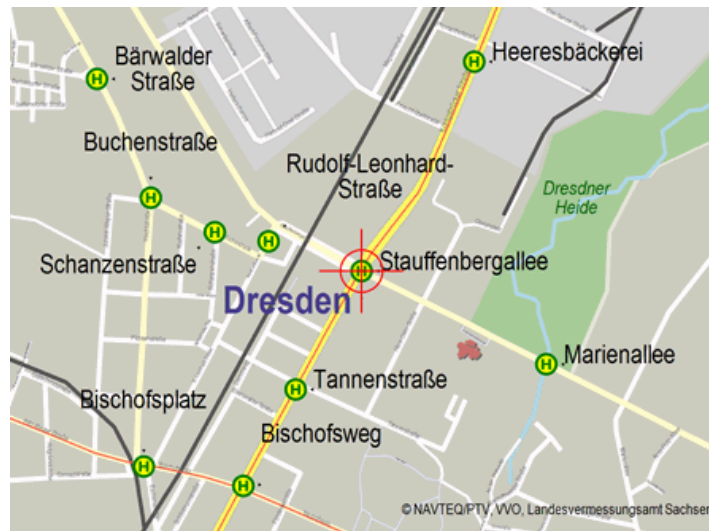 Bärwalder
Straße
Heeresbäckerei
Buchenstraße
Rudolf-Leonhard-
Straße
Dresdner
Heide
Schanzenstraße
Stauffenbergallee
Dresden
Marienallee
Tannenstraße
Bischofsplatz
Bischofsweg
© NAVTEQ/PTV, VVO, Landesvermessungsamt Sachsen
H
H
H
H
H
H
H
H
H
H